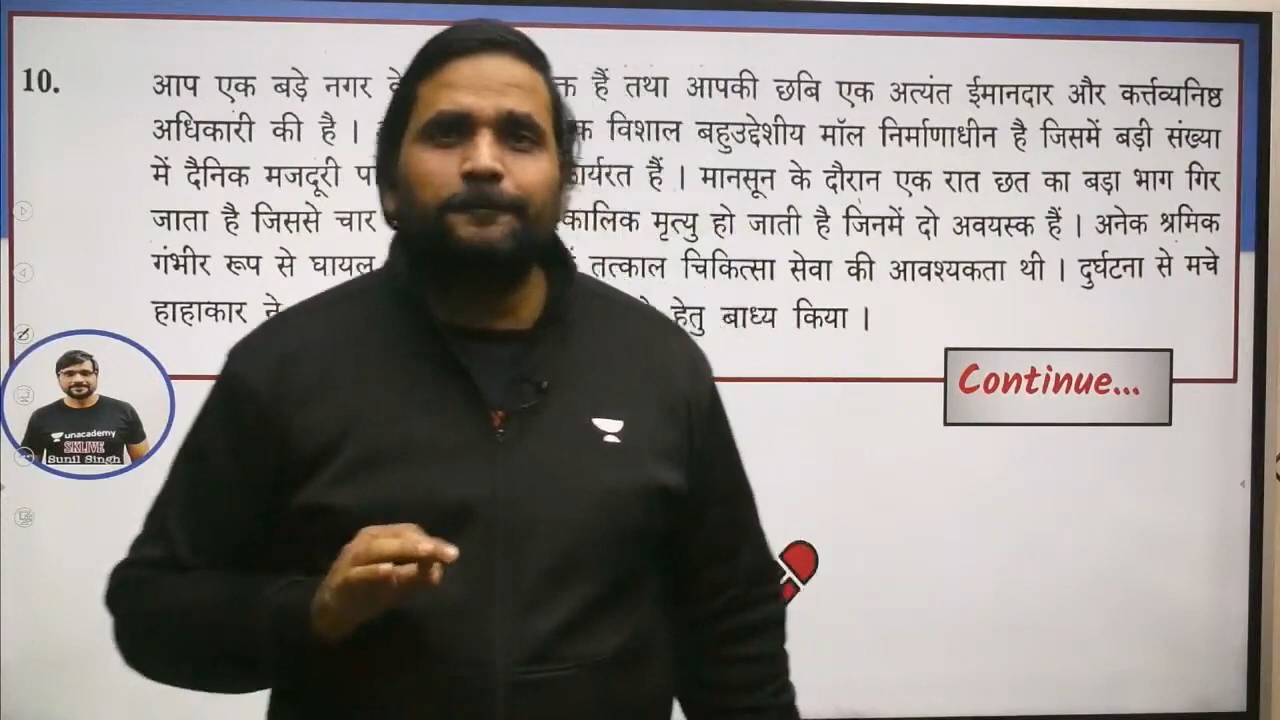 10. आप एक बड़े नगर हैं तथा आपकी छबि एक अत्यंत ईमानदार और कर्त्तव्यनिष्ठ
अधिकारी की है । विशाल बहुउद्देशीय मॉल निर्माणाधीन है जिसमें बड़ी संख्या
में दैनिक मजदूरी हैं । मानसून के दौरान एक रात छत का बड़ा भाग गिर
जाता है जिससे चार मृत्यु हो जाती है जिनमें दो अवयस्क हैं । अनेक श्रमिक
गंभीर रूप से घायल तत्काल चिकित्सा सेवा की आवश्यकता थी । दुर्घटना से मचे
हाहाकार हेतु बाध्य किया ।
Continue...
unacademy
SKLIVE
Sunil Singh